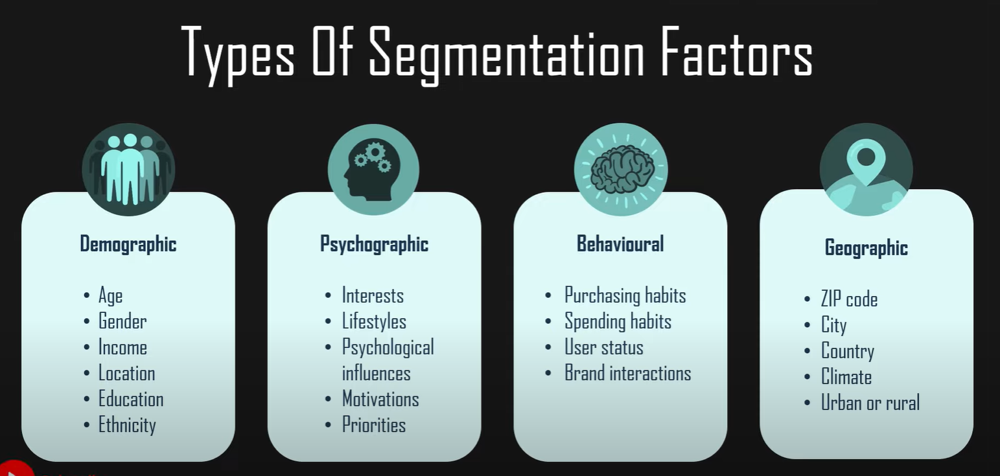 Types Of Segmentation Factors
Demographic
• Age
• Gender
• Income
• Location
• Education
• Ethnicity
Psychographic
• Interests
• Lifestyles
• Psychological
influences
• Motivations
• Priorities
Behavioural
• Purchasing habits
• Spending habits
• User status
• Brand interactions
Geographic
• ZIP code
• City
• Country
• Climate
• Urban or rural